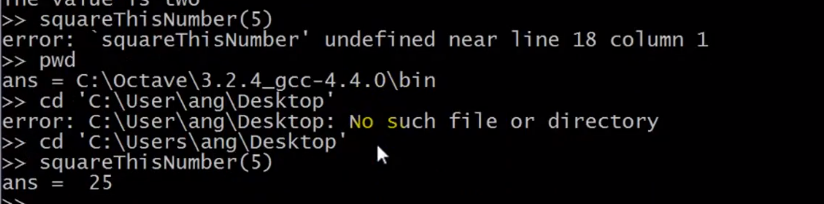 The value is two
>> squareThisNumber(5)
error: `squareThisNumber' undefined near line 18 column 1
>> pwd
ans = C:\Octave\3.2.4_gcc-4.4.0\bin
>> cd 'C:\User\ang\Desktop'
error: C:\User\ang\Desktop: No such file or directory
>> cd 'C:\Users\ang\Desktop'
>> squareThisNumber(5)
ans =  25
>>